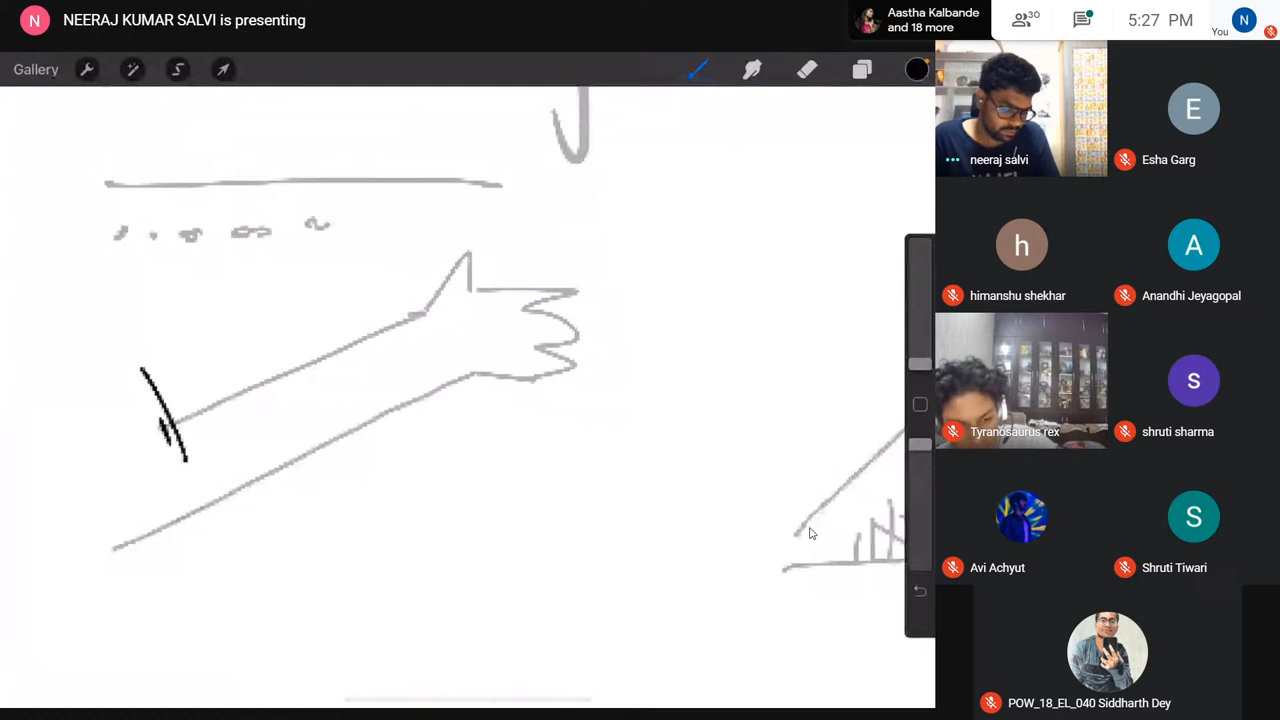 N NEERAJ KUMAR SALVI is presenting
Aastha Kalbande
and 18 more
30
5:27 PM
You
N
Gallery
neeraj salvi
E
Esha Garg
h
himanshu shekhar
A
Anandhi Jeyagopal
Tyranosaurus rex
s
shruti sharma
Avi Achyut
S
Shruti Tiwari
POW_18_EL_040 Siddharth Dey